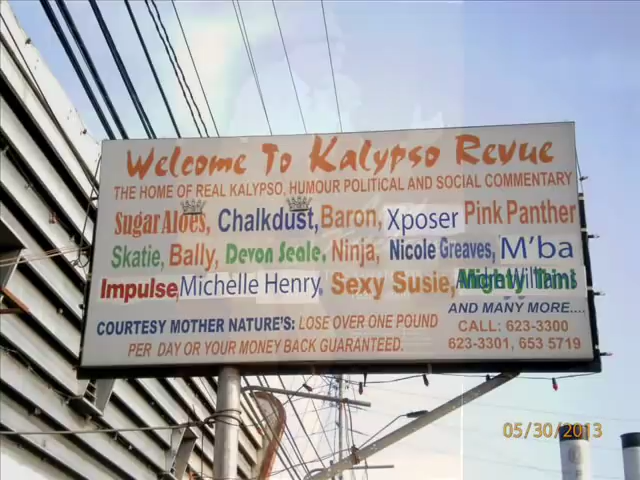 Welcome To Kalypso Revue
THE HOME OF REAL KALYPSO, HUMOUR POLITICAL AND SOCIAL COMMENTARY
Sugar Aloes, Chalkdust, Baron, Xposer Pink Panther
Skatie, Bally, Devon Seale, Ninja, Nicole Greaves, M'ba
Impulse, Michelle Henry, Sexy Susie, Mighty Trini
AND MANY MORE....
COURTESY MOTHER NATURE'S: LOSE OVER ONE POUND
PER DAY OR YOUR MONEY BACK GUARANTEED.
CALL: 623-3300
623-3301, 653 5719
05/30/2013